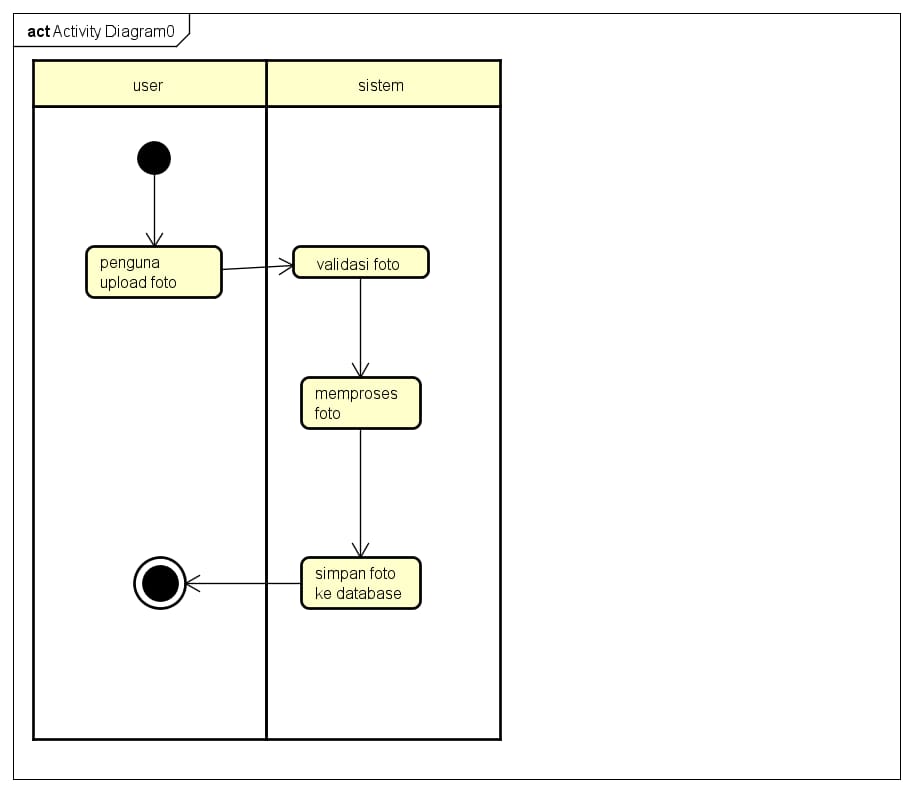 act Activity Diagram0
user
sistem
penguna
upload foto
validasi foto
memproses
foto
simpan foto
ke database